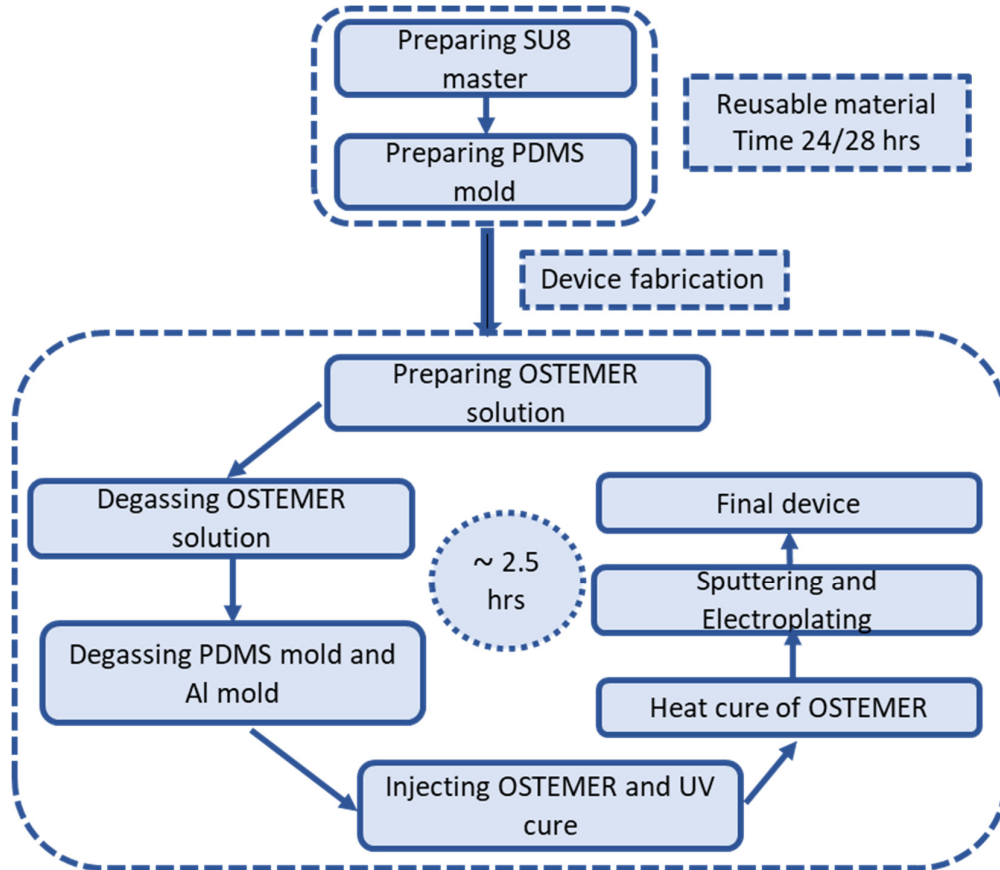 Preparing SU8
master
Preparing PDMS
mold
Reusable material
Time 24/28 hrs
Device fabrication
Preparing OSTEMER
solution
Degassing OSTEMER
solution
Degassing PDMS mold and
Al mold
Injecting OSTEMER and UV
cure
Heat cure of OSTEMER
Sputtering and
Electroplating
Final device
~ 2.5
hrs